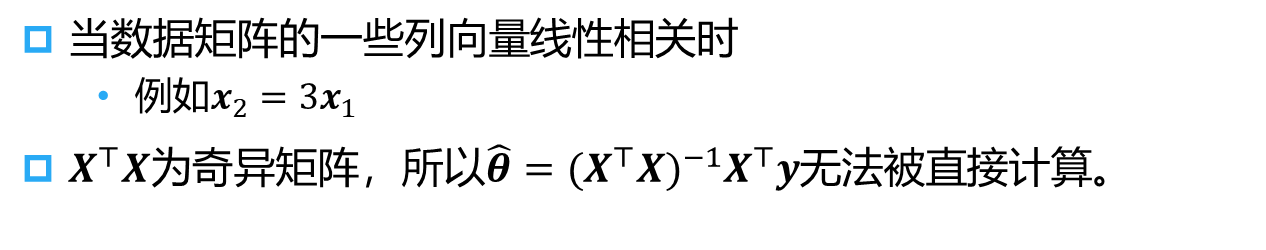 当数据矩阵的一些列向量线性相关时
• 例如𝒙₂ = 3𝒙₁
𝑿⊤𝑿为奇异矩阵，所以𝜽̂ = (𝑿⊤𝑿)⁻¹𝑿⊤𝒚无法被直接计算。